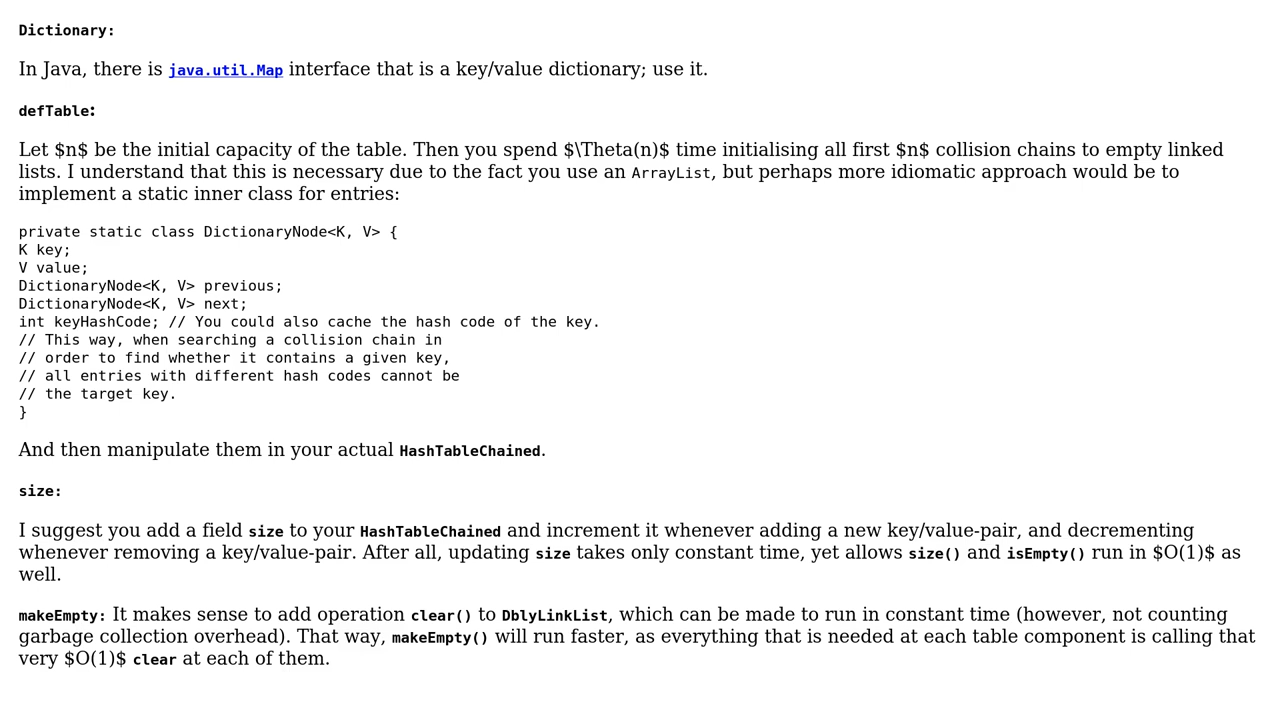 Dictionary:
In Java, there is java.util.Map interface that is a key/value dictionary; use it.
defTable:
Let $n$ be the initial capacity of the table. Then you spend $\Theta(n)$ time initialising all first $n$ collision chains to empty linked
lists. I understand that this is necessary due to the fact you use an ArrayList, but perhaps more idiomatic approach would be to
implement a static inner class for entries:
private static class DictionaryNode<K, V> {
K key;
V value;
DictionaryNode<K, V> previous;
DictionaryNode<K, V> next;
int keyHashCode; // You could also cache the hash code of the key.
// This way, when searching a collision chain in
// order to find whether it contains a given key,
// all entries with different hash codes cannot be
// the target key.
}
And then manipulate them in your actual HashTableChained.
size:
I suggest you add a field size to your HashTableChained and increment it whenever adding a new key/value-pair, and decrementing
whenever removing a key/value-pair. After all, updating size takes only constant time, yet allows size() and isEmpty() run in $O(1)$ as
well.
makeEmpty: It makes sense to add operation clear() to DblyLinkList, which can be made to run in constant time (however, not counting
garbage collection overhead). That way, makeEmpty() will run faster, as everything that is needed at each table component is calling that
very $O(1)$ clear at each of them.